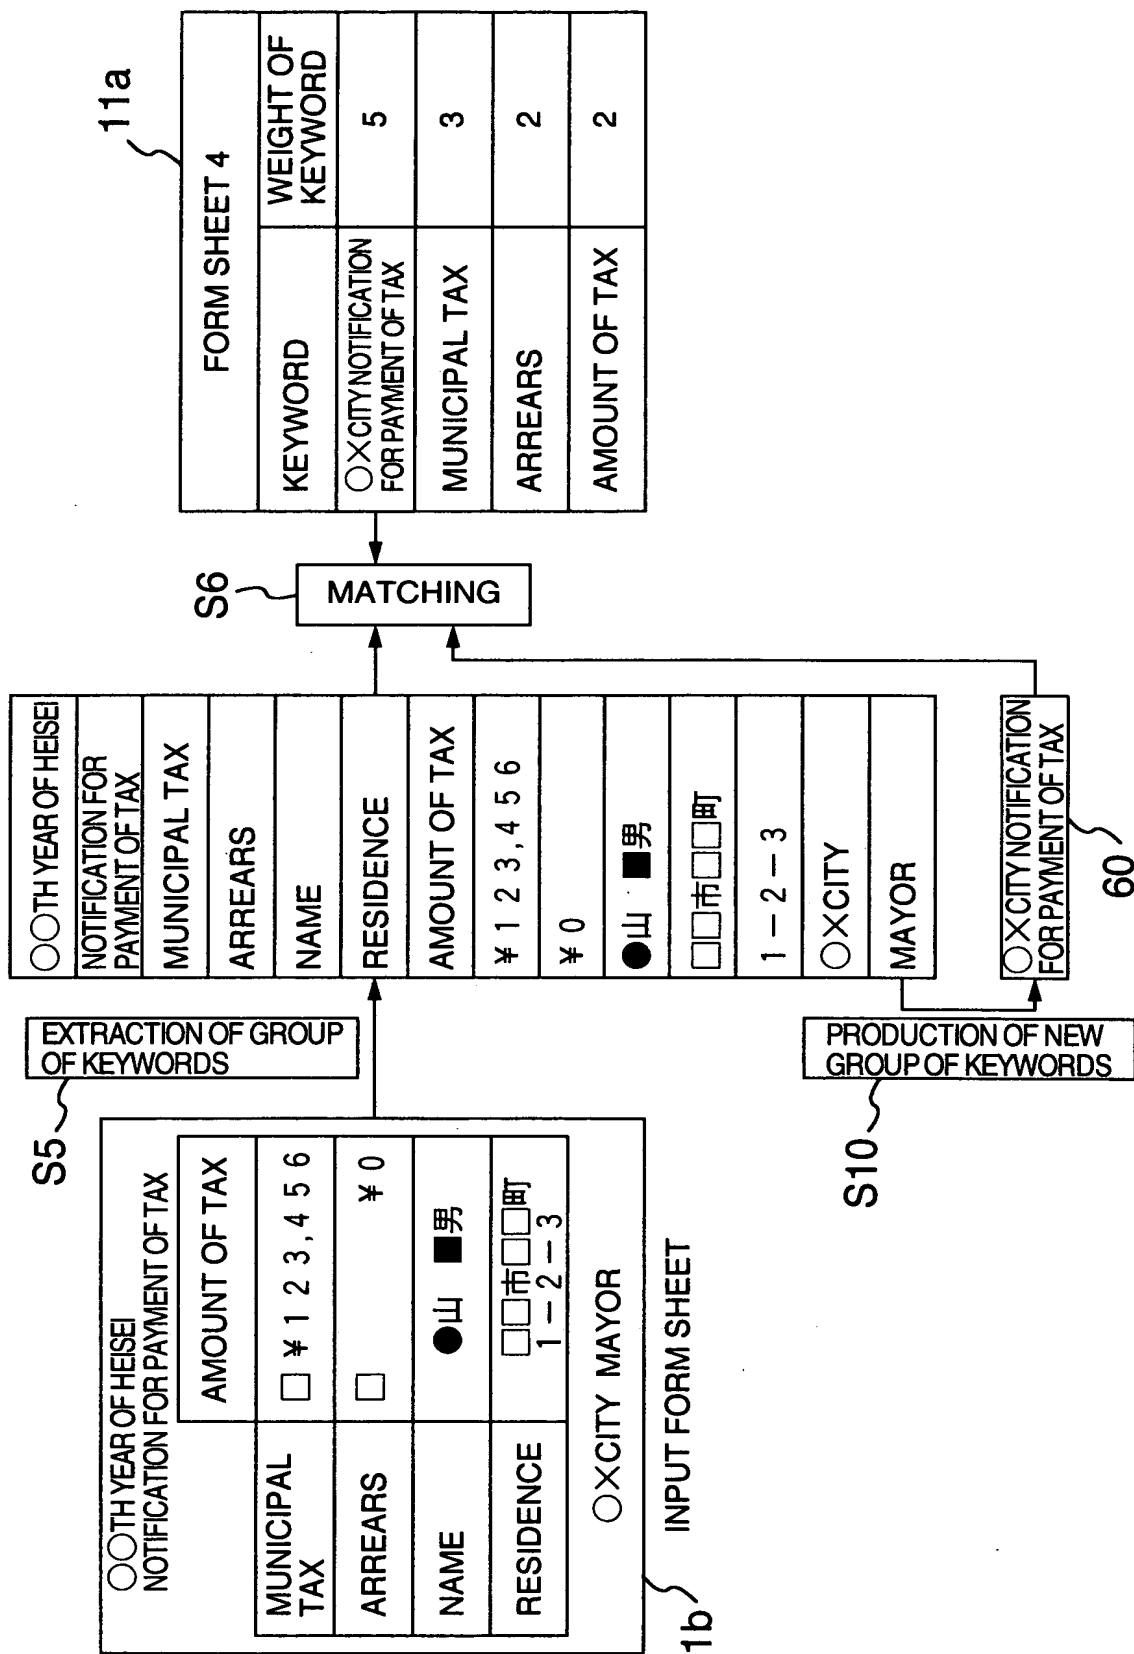 1b
○○TH YEAR OF HEISEI
NOTIFICATION FOR PAYMENT OF TAX
AMOUNT OF TAX
MUNICIPAL
TAX
□ ¥123,456
ARREARS
□ ¥0
NAME
●山 ■男
RESIDENCE
□□市□□町
1-2-3
○×CITY MAYOR
INPUT FORM SHEET
S5
EXTRACTION OF GROUP
OF KEYWORDS
○○TH YEAR OF HEISEI
NOTIFICATION FOR
PAYMENT OF TAX
MUNICIPAL TAX
ARREARS
NAME
RESIDENCE
AMOUNT OF TAX
¥123,456
¥0
●山 ■男
□□市□□町
1-2-3
○×CITY
MAYOR
S10
PRODUCTION OF NEW
GROUP OF KEYWORDS
○×CITY NOTIFICATION
FOR PAYMENT OF TAX
60
S6
MATCHING
11a
FORM SHEET 4
KEYWORD
WEIGHT OF
KEYWORD
○×CITY NOTIFICATION
FOR PAYMENT OF TAX
5
MUNICIPAL TAX
3
ARREARS
2
AMOUNT OF TAX
2